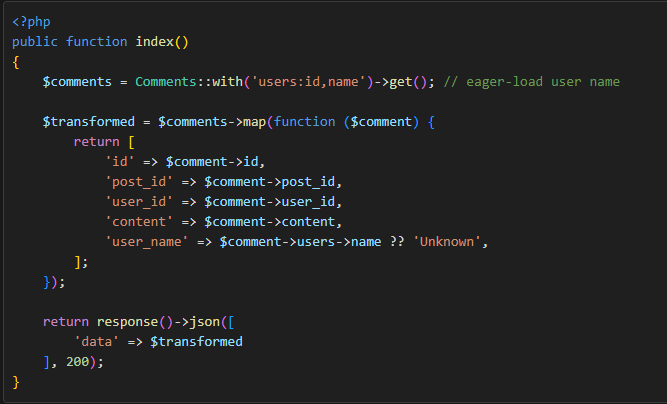 <?php
public function index()
{
    $comments = Comments::with('users:id,name')->get(); // eager-load user name

    $transformed = $comments->map(function ($comment) {
        return [
            'id' => $comment->id,
            'post_id' => $comment->post_id,
            'user_id' => $comment->user_id,
            'content' => $comment->content,
            'user_name' => $comment->users->name ?? 'Unknown',
        ];
    });

    return response()->json([
        'data' => $transformed
    ], 200);
}